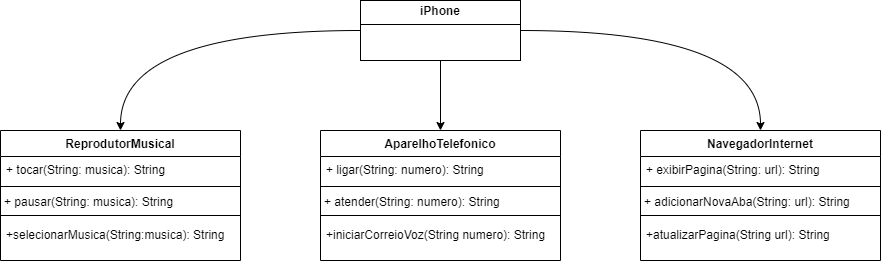 iPhone
ReprodutorMusical
+ tocar(String: musica): String
+ pausar(String: musica): String
+selecionarMusica(String:musica): String
AparelhoTelefonico
+ ligar(String: numero): String
+ atender(String: numero): String
+iniciarCorreioVoz(String numero): String
NavegadorInternet
+ exibirPagina(String: url): String
+ adicionarNovaAba(String: url): String
+atualizarPagina(String url): String